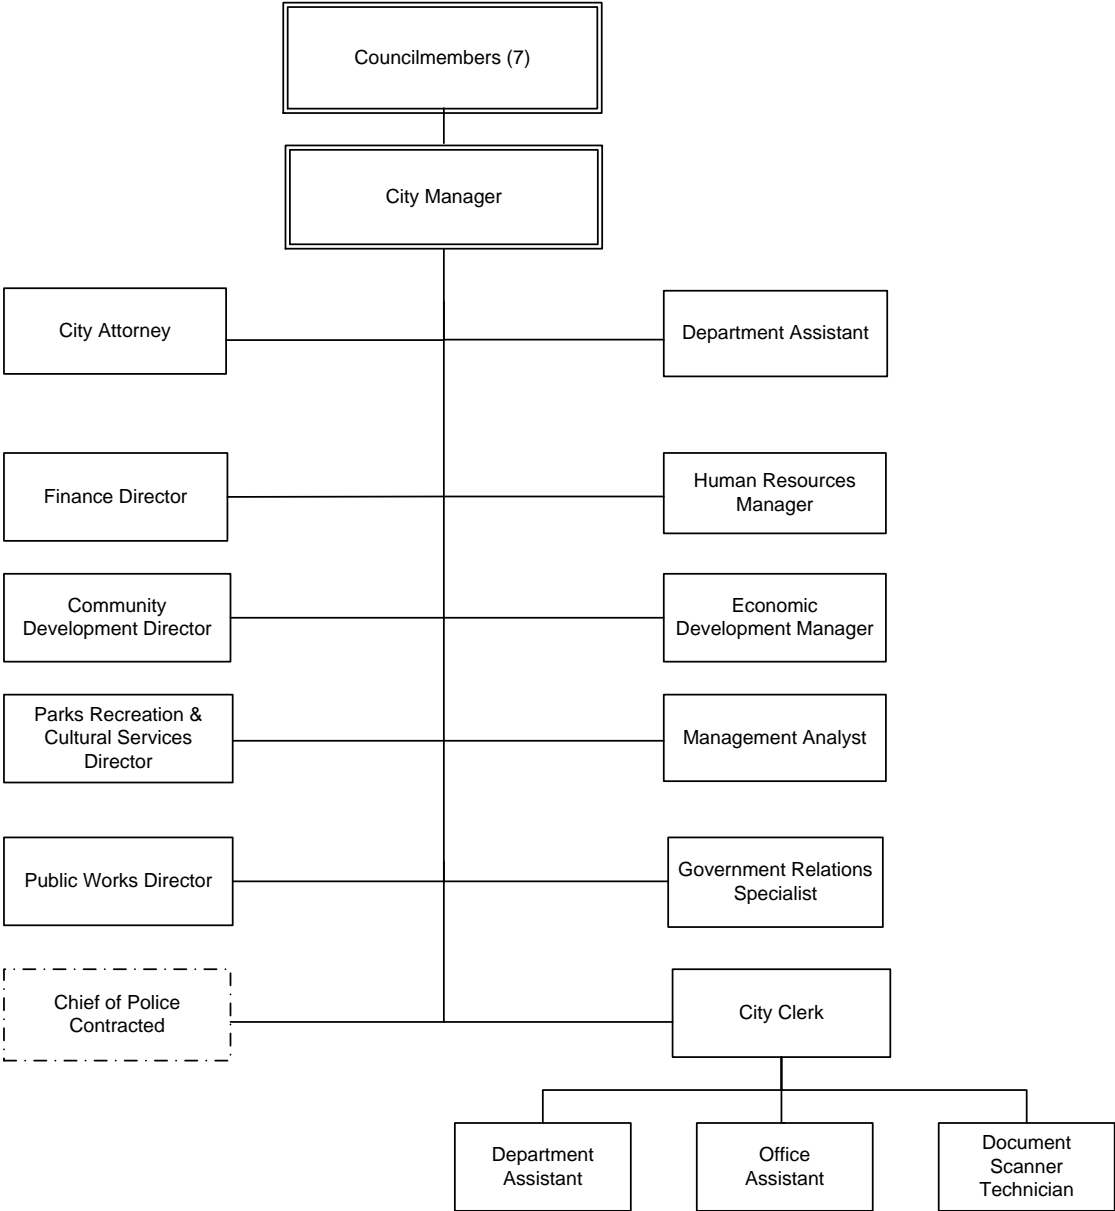 Councilmembers (7)
City Manager
City Attorney
Department Assistant
Finance Director
Human Resources
Manager
Community
Development Director
Economic
Development Manager
Parks Recreation &
Cultural Services
Director
Management Analyst
Public Works Director
Government Relations
Specialist
Chief of Police
Contracted
City Clerk
Department
Assistant
Office
Assistant
Document
Scanner
Technician